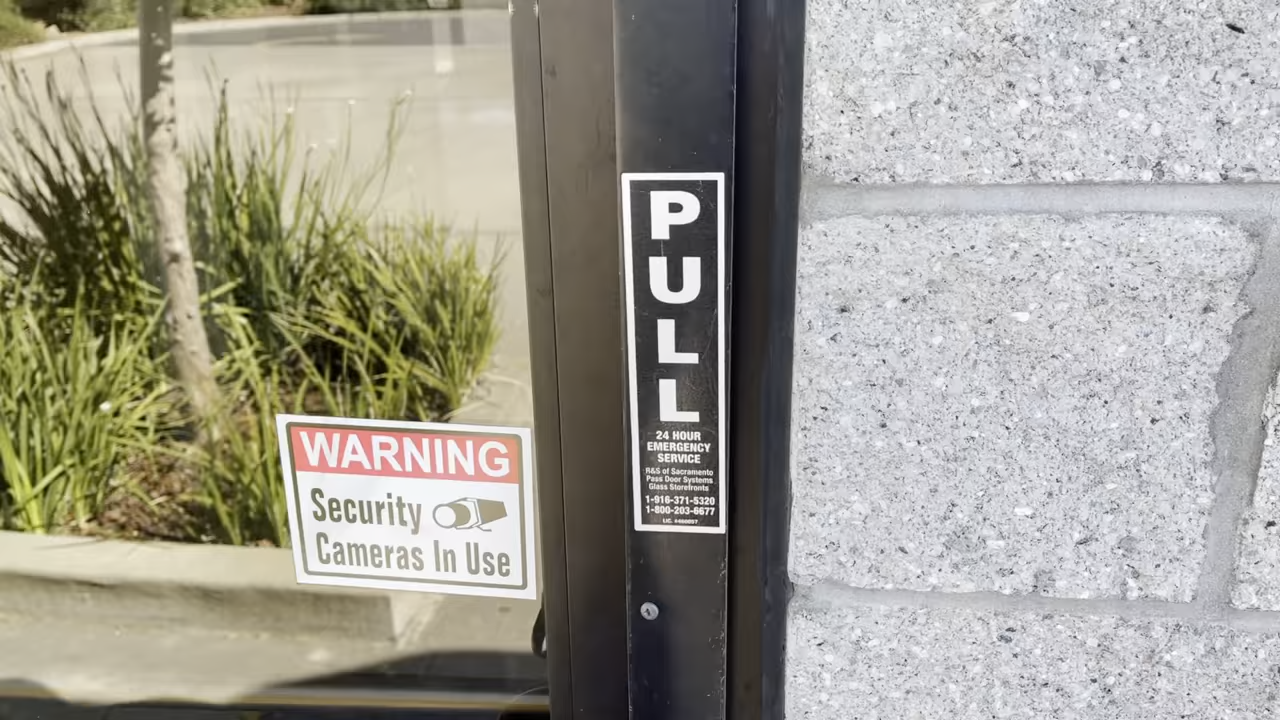 WARNING
Security
Cameras In Use
P
U
L
L
24 HOUR
EMERGENCY
SERVICE
R&S of Sacramento
Pass Door Systems
Glass Storefronts
1-916-371-5320
1-800-203-6677
LIC.